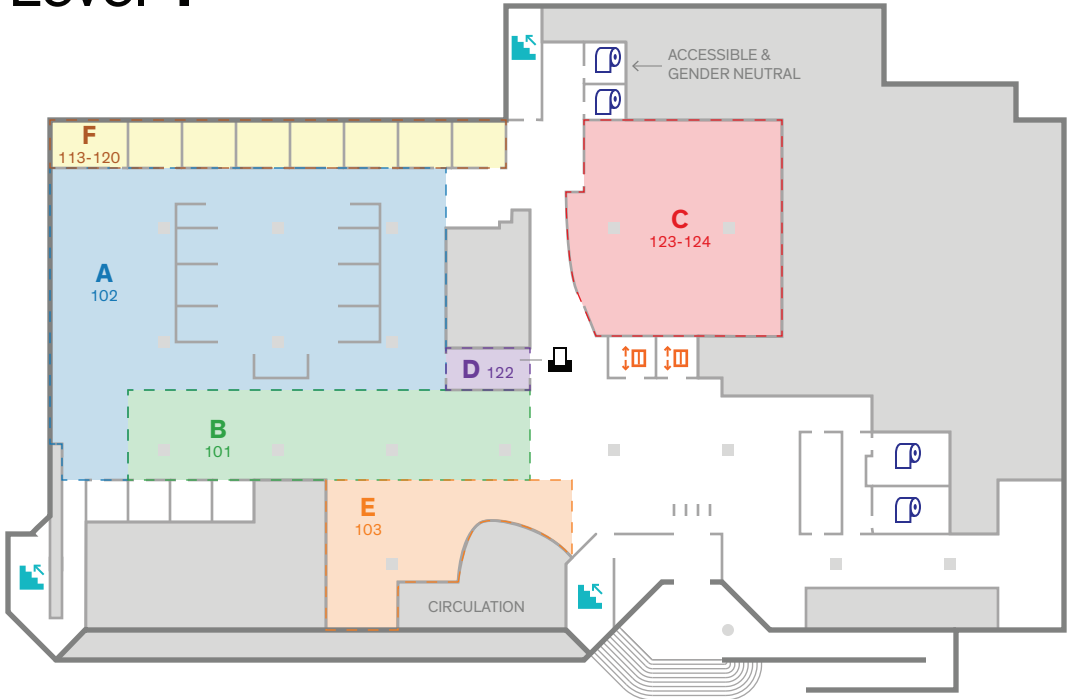 ACCESSIBLE &
GENDER NEUTRAL
F
113-120
C
123-124
A
102
D 122
B
101
E
103
CIRCULATION